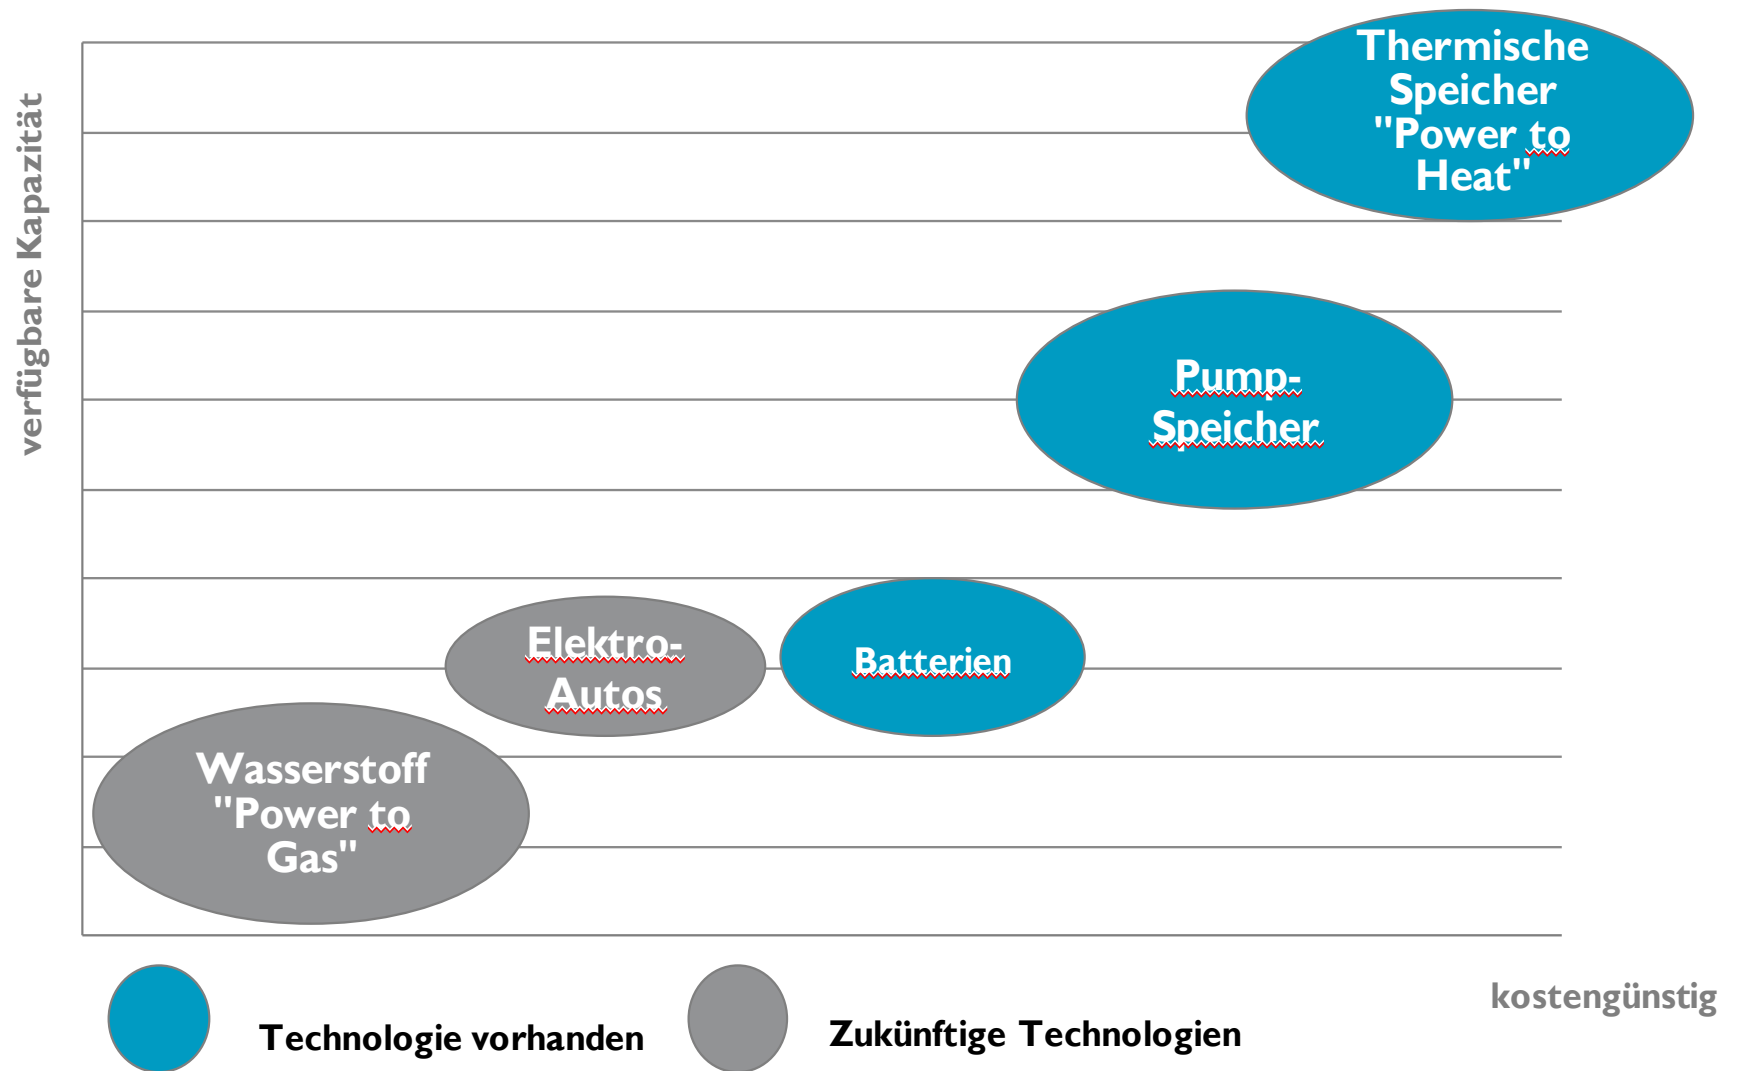 verfügbare Kapazität
Thermische
Speicher
"Power to
Heat"
Pump-
Speicher
Elektro-
Autos
Batterien
Wasserstoff
"Power to
Gas"
kostengünstig
Technologie vorhanden
Zukünftige Technologien